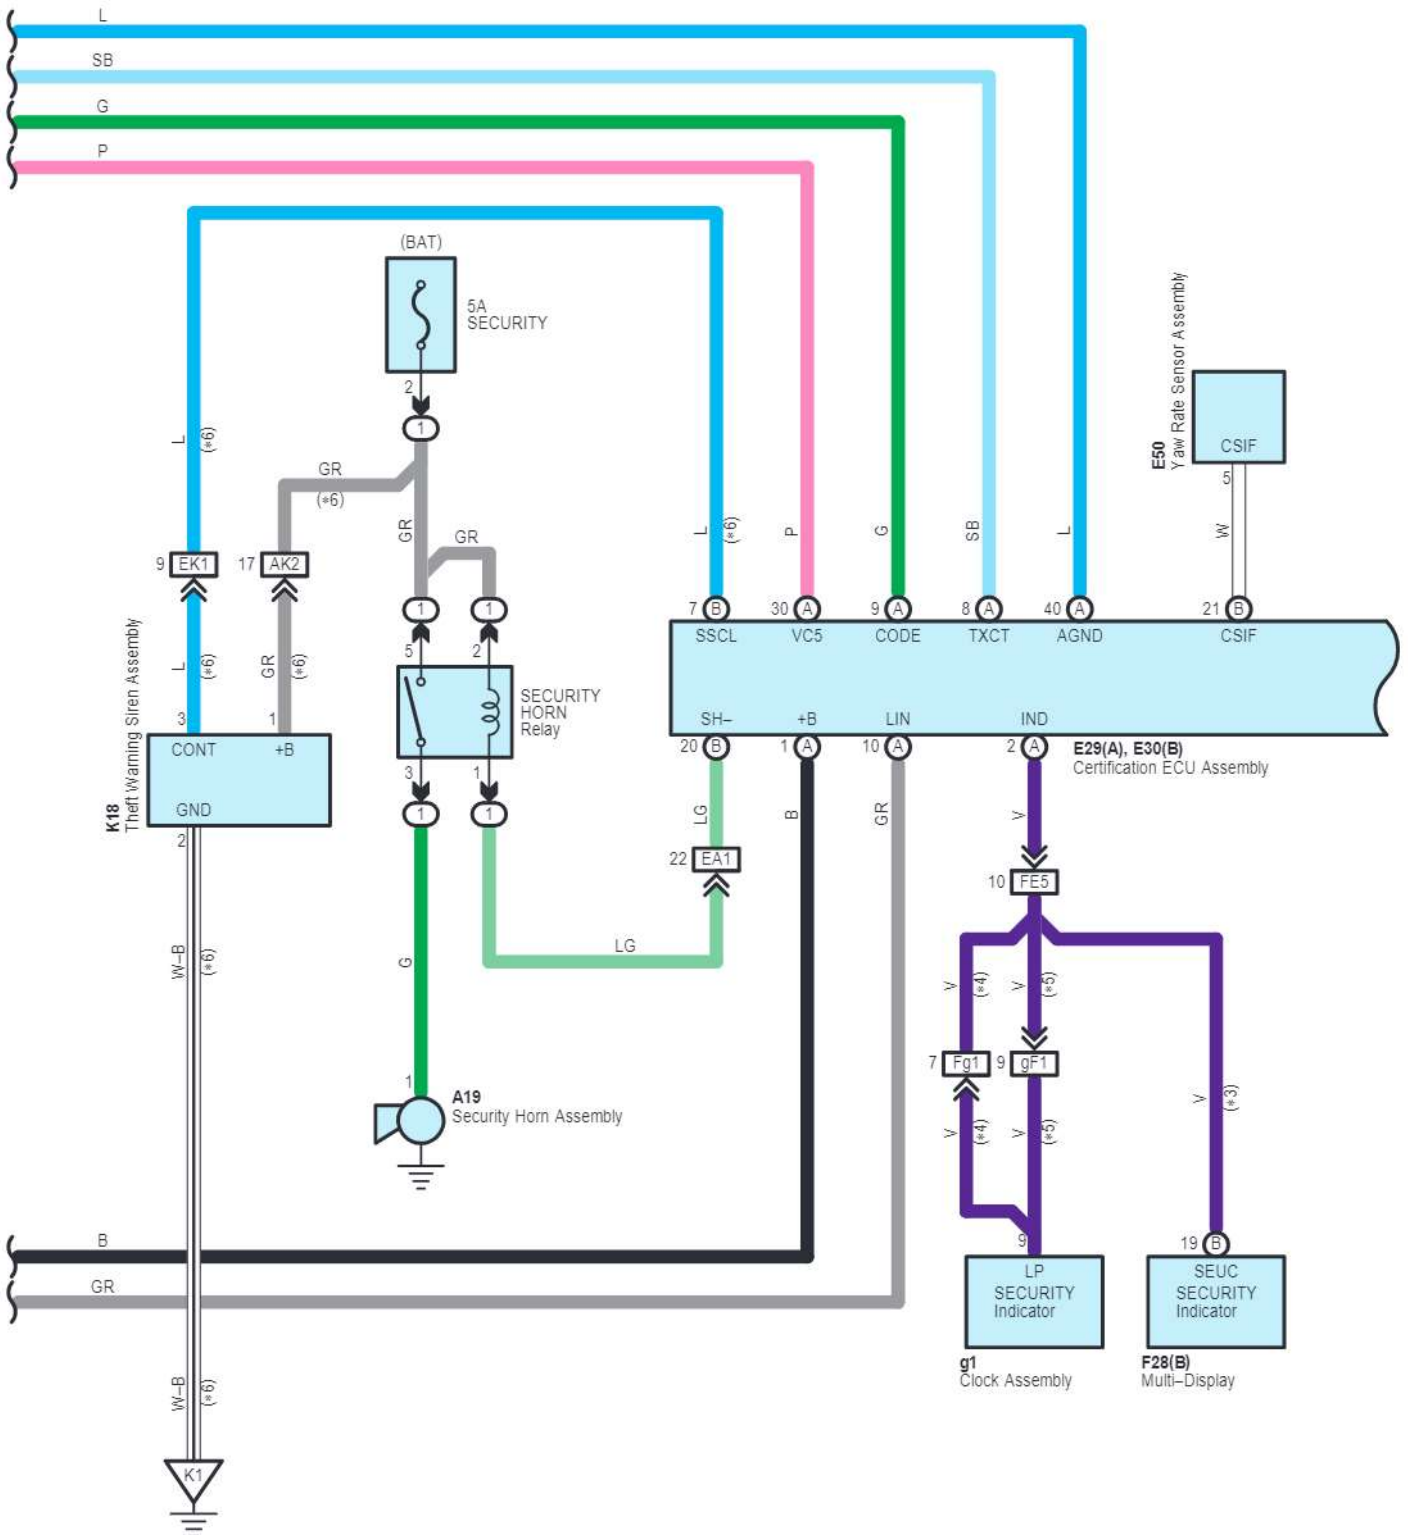 L
SB
G
P
(BAT)
5A
SECURITY
2
1
E50
Yaw Rate Sensor Assembly
CSIF
5
W
L
(*6)
GR
(*6)
GR
GR
L
(*6)
P
G
SB
L
9 EK1
17 AK2
1
1
7 B
30 A
9 A
8 A
40 A
21 B
SSCL
VC5
CODE
TXCT
AGND
CSIF
L
(*6)
GR
(*6)
5
2
SECURITY
HORN
Relay
3
1
K18
Theft Warning Siren Assembly
CONT
+B
GND
2
3
1
1
1
SH–
+B
LIN
IND
20 B
1 A
10 A
2 A
E29(A), E30(B)
Certification ECU Assembly
LG
B
GR
V
22 EA1
10 FE5
LG
W–B
(*6)
G
V
(*4)
V
(*5)
7 Fg1
9 gF1
V
(*4)
V
(*5)
V
(*3)
1
A19
Security Horn Assembly
B
GR
9
19 B
LP
SECURITY
Indicator
SEUC
SECURITY
Indicator
g1
Clock Assembly
F28(B)
Multi–Display
W–B
(*6)
K1